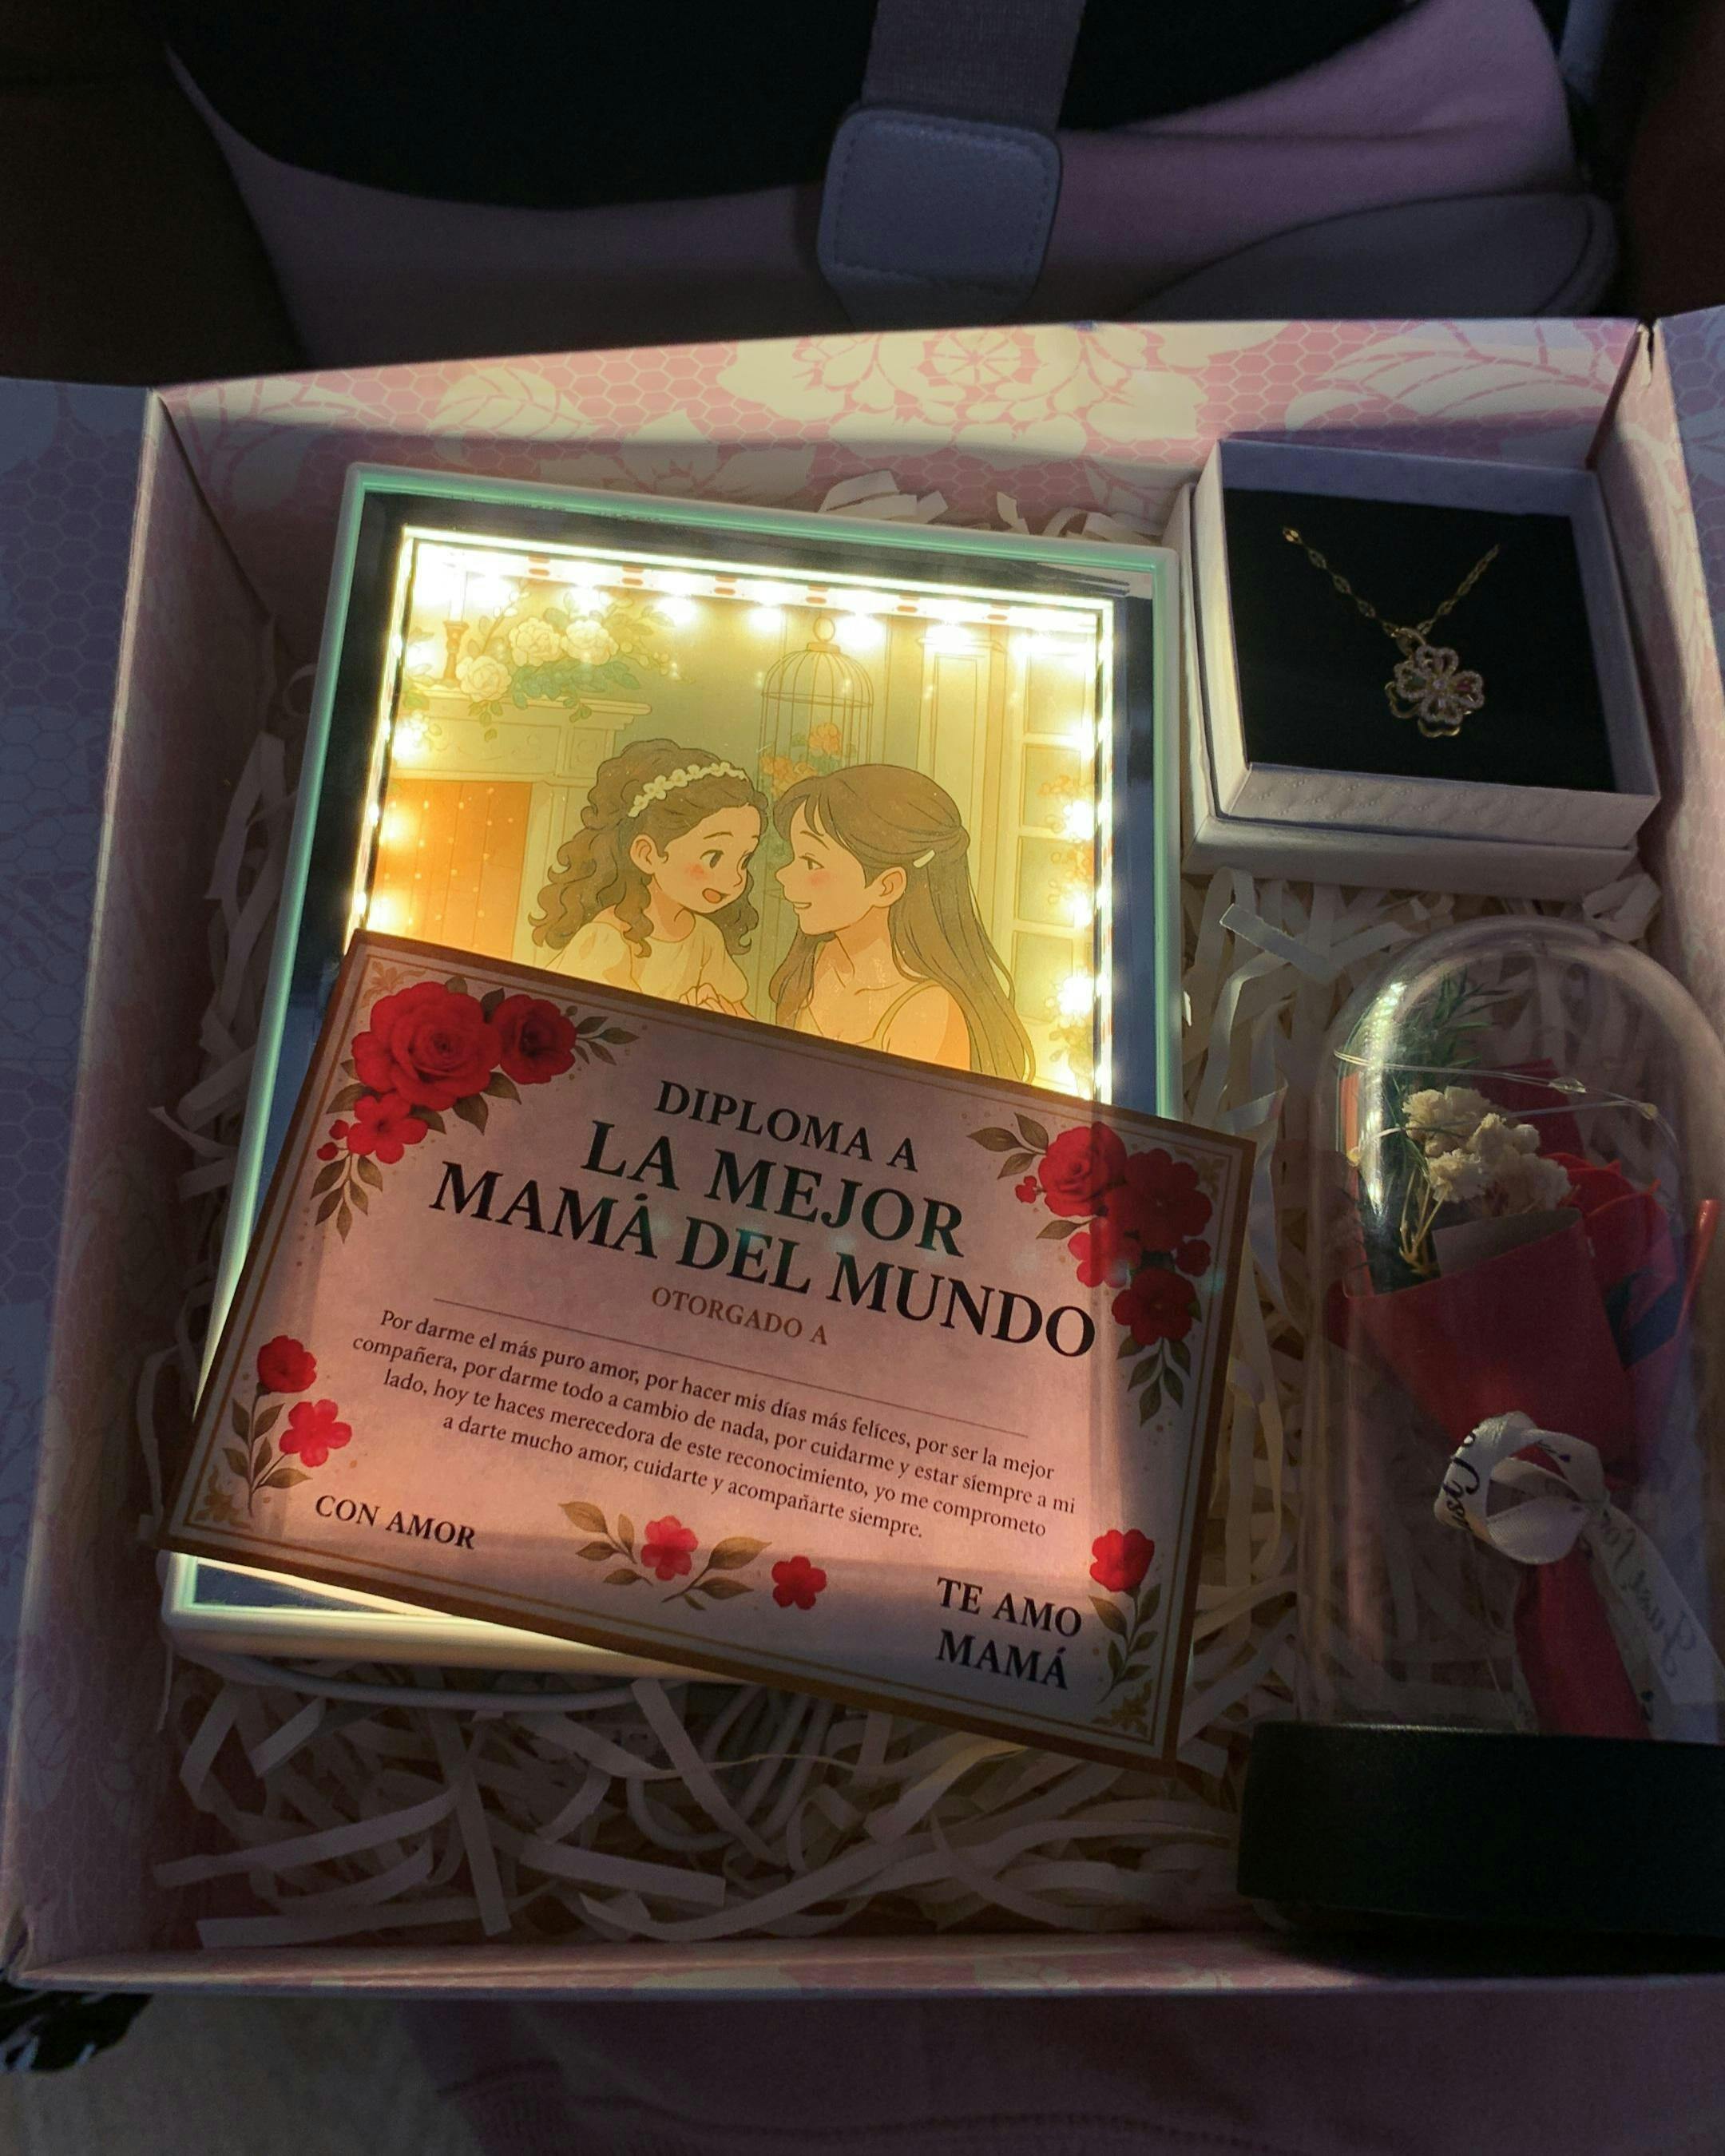 DIPLOMA A
LA MEJOR
MAMÁ DEL MUNDO
OTORGADO A
Por darme el más puro amor, por hacer mis días más felices, por ser la mejor
compañera, por darme todo a cambio de nada, por cuidarme y estar siempre a mi
lado, hoy te haces merecedora de este reconocimiento, yo me comprometo
a darte mucho amor, cuidarte y acompañarte siempre.
CON AMOR
TE AMO
MAMÁ